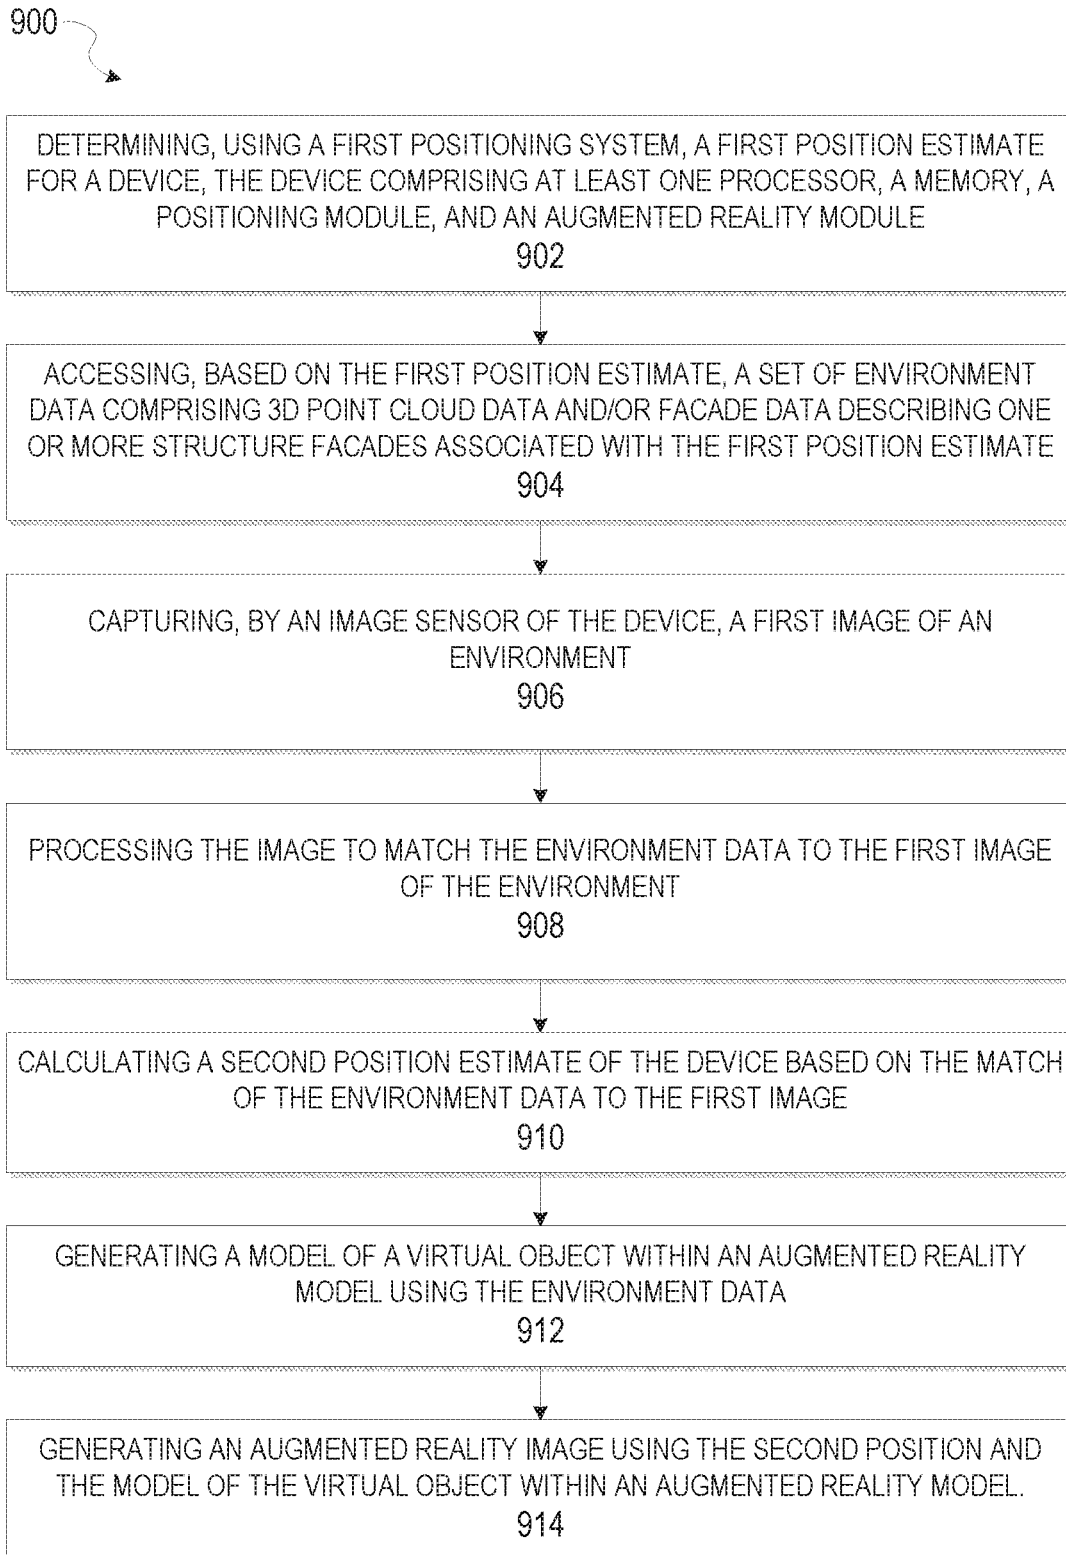 900
DETERMINING, USING A FIRST POSITIONING SYSTEM, A FIRST POSITION ESTIMATE
FOR A DEVICE, THE DEVICE COMPRISING AT LEAST ONE PROCESSOR, A MEMORY, A
POSITIONING MODULE, AND AN AUGMENTED REALITY MODULE
902
ACCESSING, BASED ON THE FIRST POSITION ESTIMATE, A SET OF ENVIRONMENT
DATA COMPRISING 3D POINT CLOUD DATA AND/OR FACADE DATA DESCRIBING ONE
OR MORE STRUCTURE FACADES ASSOCIATED WITH THE FIRST POSITION ESTIMATE
904
CAPTURING, BY AN IMAGE SENSOR OF THE DEVICE, A FIRST IMAGE OF AN
ENVIRONMENT
906
PROCESSING THE IMAGE TO MATCH THE ENVIRONMENT DATA TO THE FIRST IMAGE
OF THE ENVIRONMENT
908
CALCULATING A SECOND POSITION ESTIMATE OF THE DEVICE BASED ON THE MATCH
OF THE ENVIRONMENT DATA TO THE FIRST IMAGE
910
GENERATING A MODEL OF A VIRTUAL OBJECT WITHIN AN AUGMENTED REALITY
MODEL USING THE ENVIRONMENT DATA
912
GENERATING AN AUGMENTED REALITY IMAGE USING THE SECOND POSITION AND
THE MODEL OF THE VIRTUAL OBJECT WITHIN AN AUGMENTED REALITY MODEL.
914